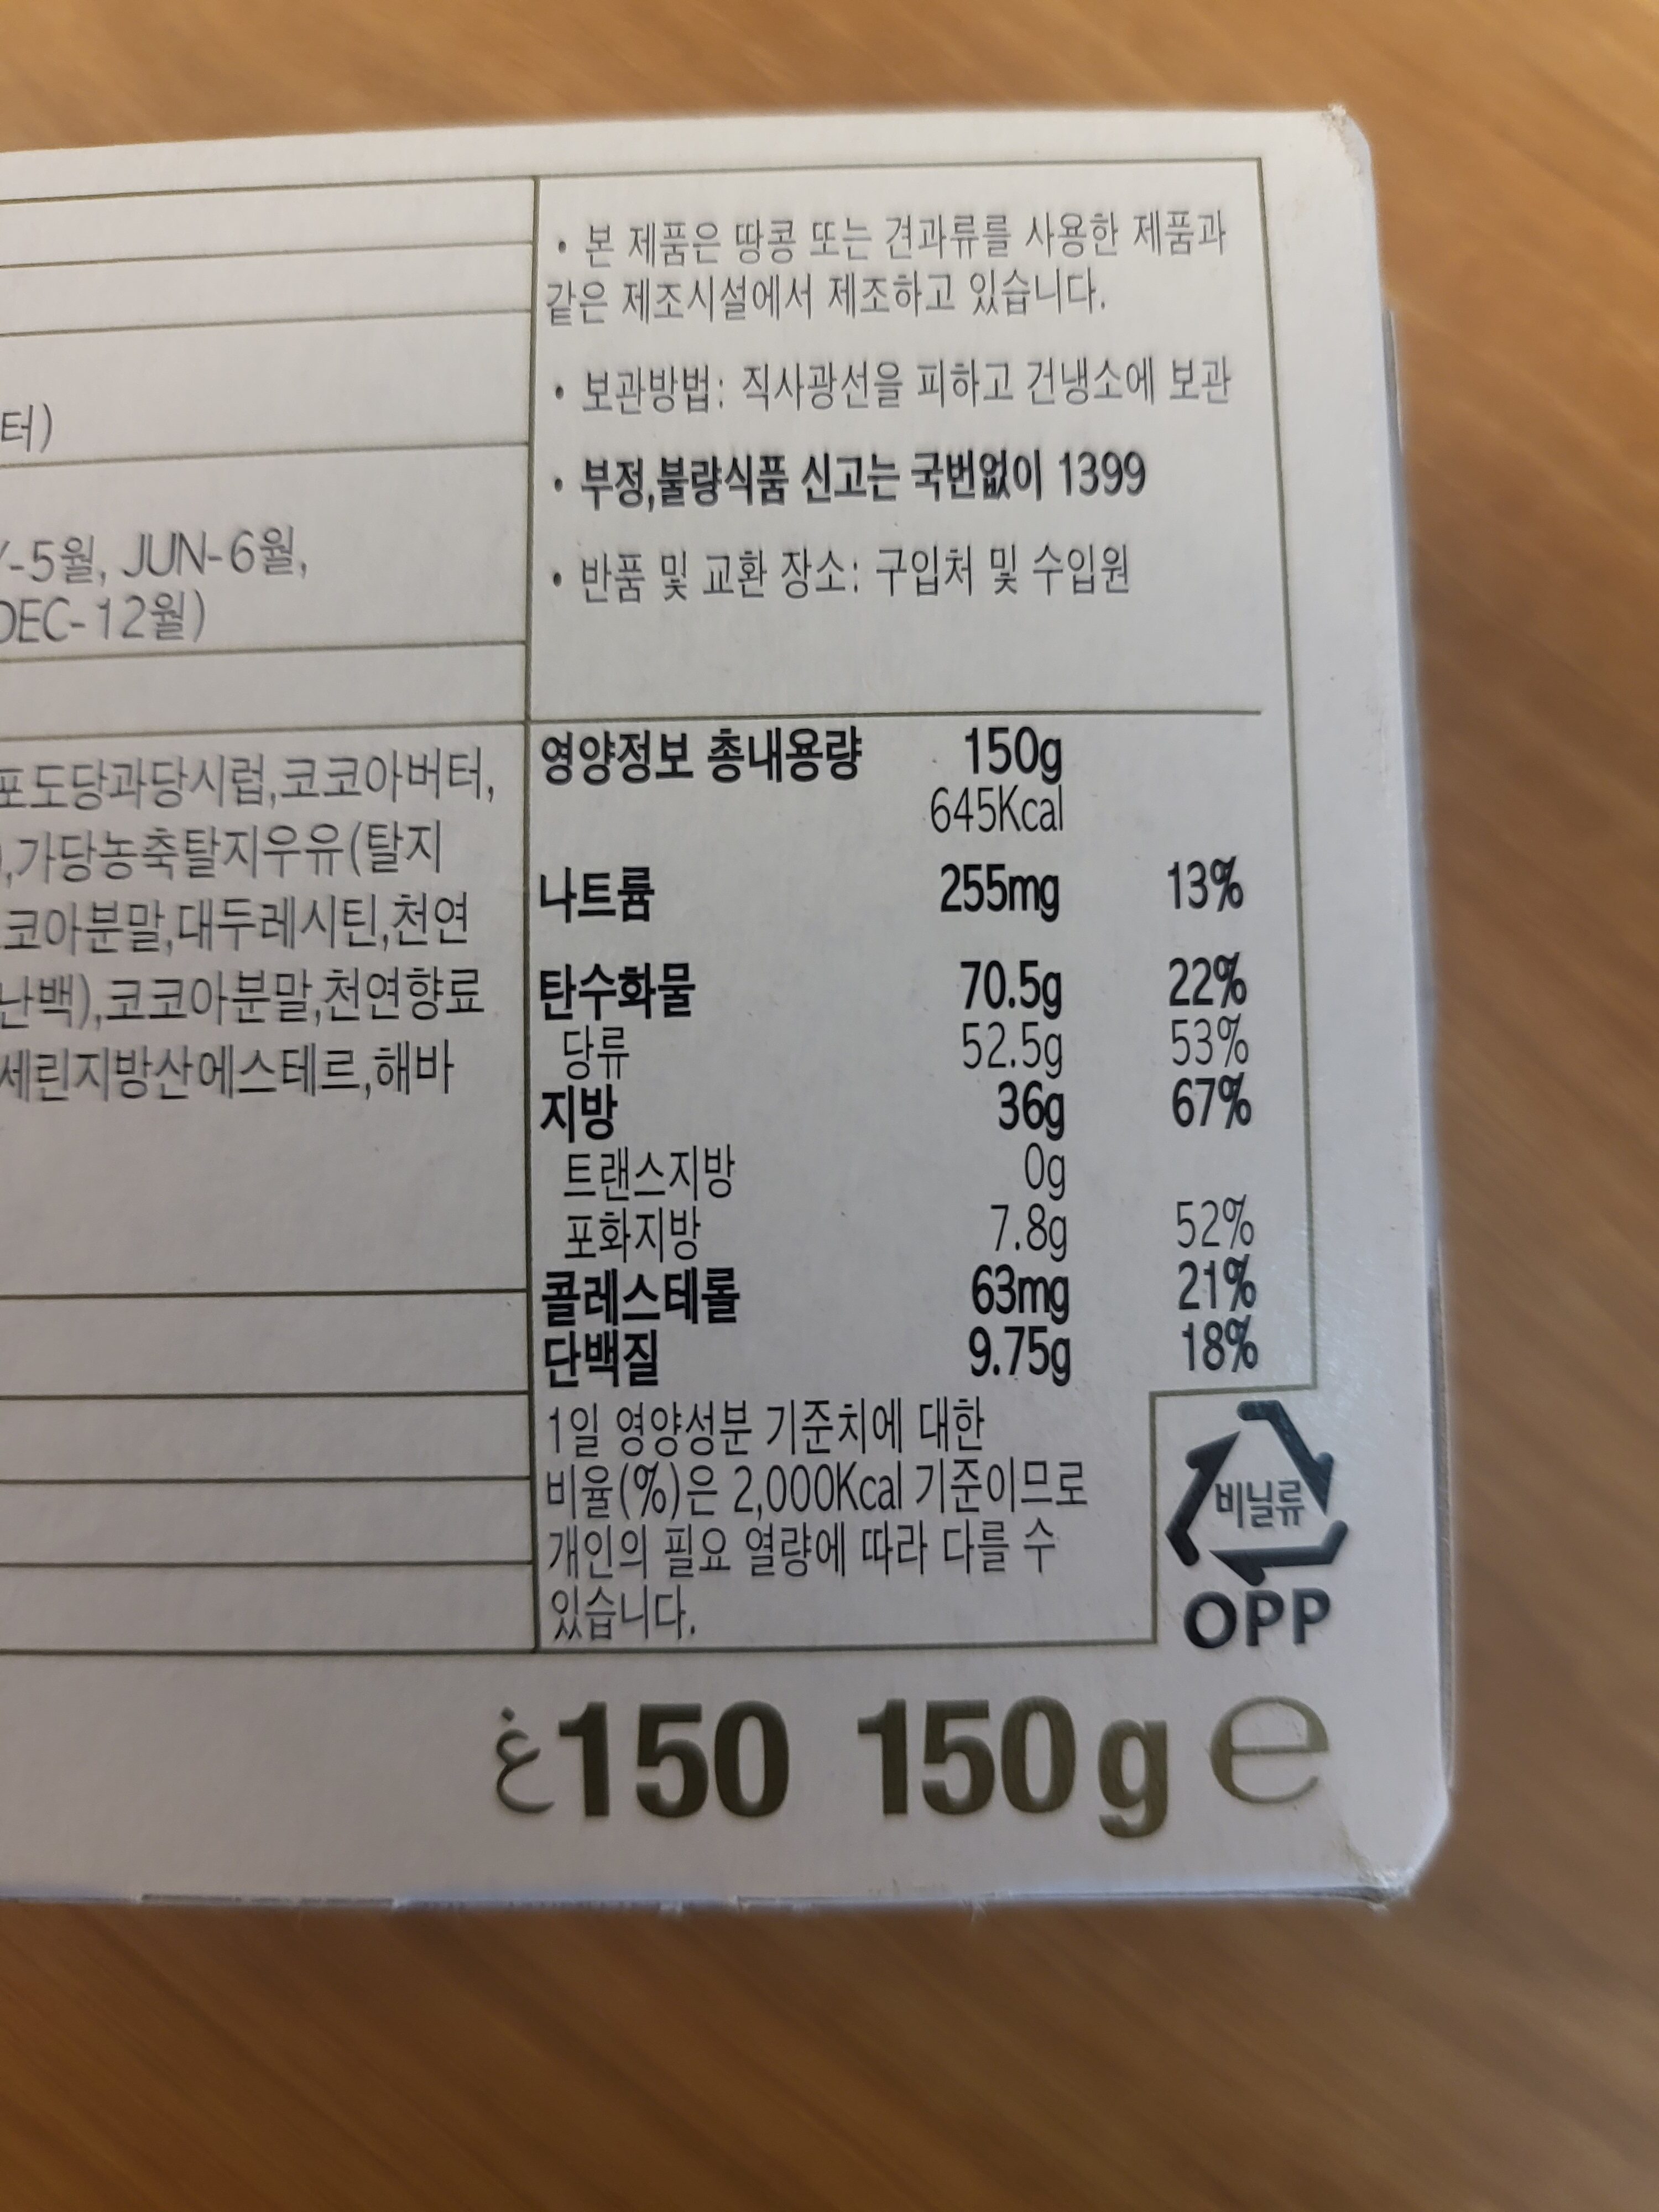 터)
-5월, JUN-6월,
DEC-12월)
포도당과당시럽,코코아버터,
,가당농축탈지우유(탈지
코아분말,대두레시틴,천연
난백),코코아분말,천연향료
세린지방산에스테르,해바
• 본 제품은 땅콩 또는 견과류를 사용한 제품과
같은 제조시설에서 제조하고 있습니다.
• 보관방법: 직사광선을 피하고 건냉소에 보관
• 부정,불량식품 신고는 국번없이 1399
• 반품 및 교환 장소: 구입처 및 수입원
영양정보 총내용량 150g
645Kcal
나트륨 255mg 13%
탄수화물 70.5g 22%
당류 52.5g 53%
지방 36g 67%
트랜스지방 0g
포화지방 7.8g 52%
콜레스테롤 63mg 21%
단백질 9.75g 18%
1일 영양성분 기준치에 대한
비율(%)은 2,000Kcal 기준이므로
개인의 필요 열량에 따라 다를 수
있습니다.
비닐류
OPP
150غ 150g e